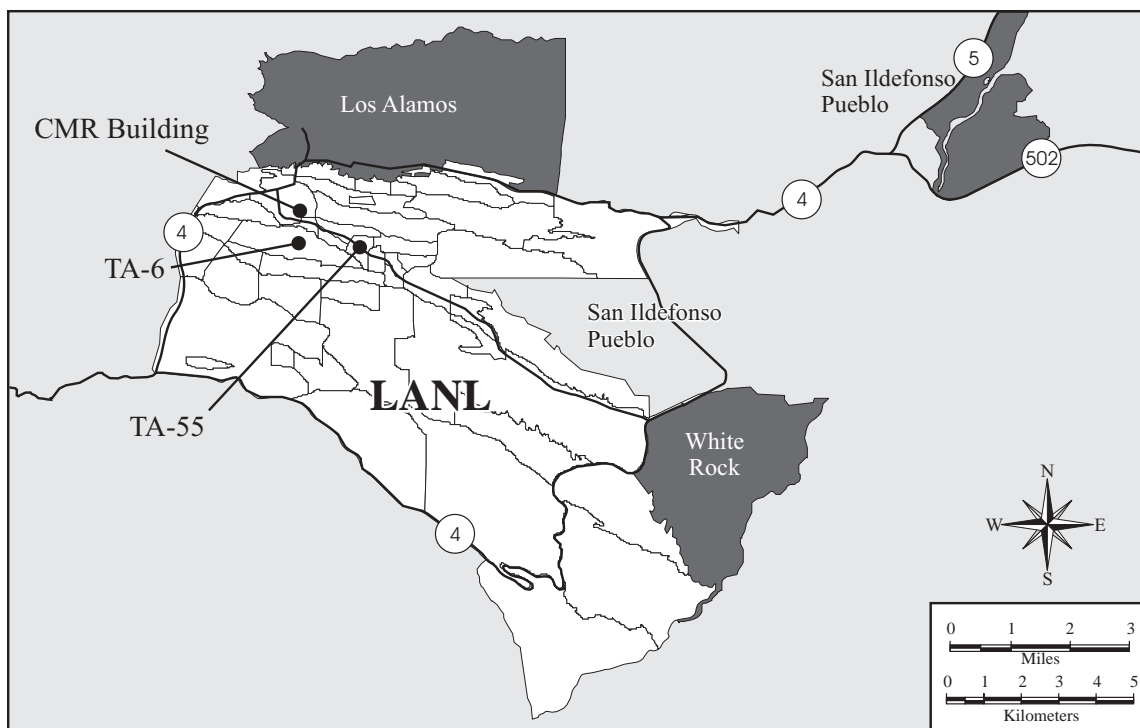 5
San Ildefonso
Pueblo
Los Alamos
CMR Building
502
4
4
TA-6
San Ildefonso
Pueblo
LANL
TA-55
White
Rock
4
N
W E
S
0 1 2 3
Miles
0 1 2 3 4 5
Kilometers